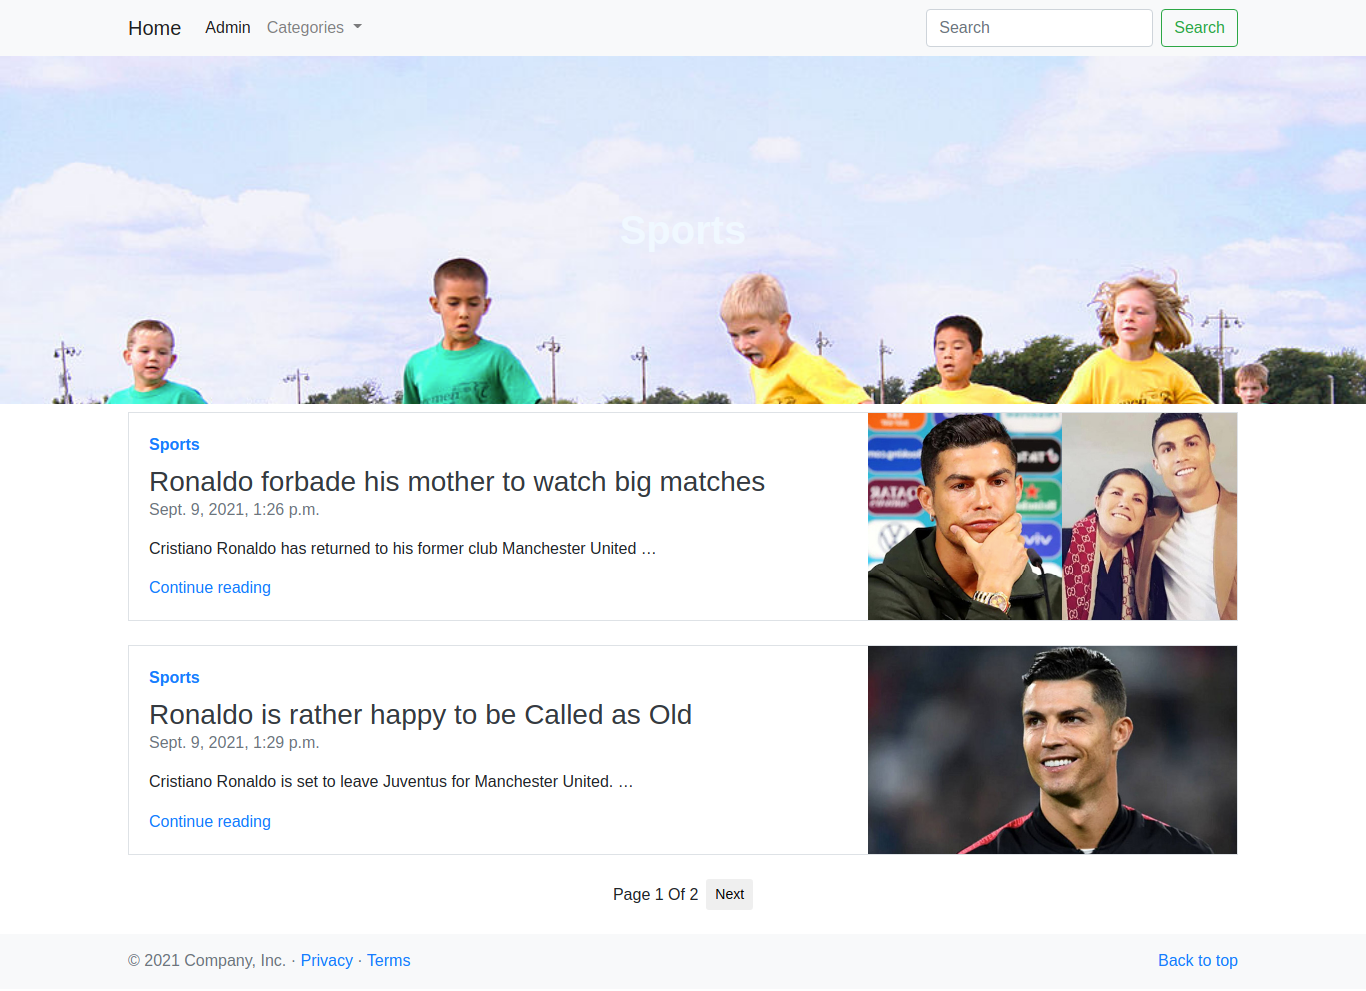 Home Admin Categories Search Search
Sports
Sports
Ronaldo forbade his mother to watch big matches
Sept. 9, 2021, 1:26 p.m.
Cristiano Ronaldo has returned to his former club Manchester United …
Continue reading
Sports
Ronaldo is rather happy to be Called as Old
Sept. 9, 2021, 1:29 p.m.
Cristiano Ronaldo is set to leave Juventus for Manchester United. …
Continue reading
Page 1 Of 2 Next
© 2021 Company, Inc. · Privacy · Terms Back to top